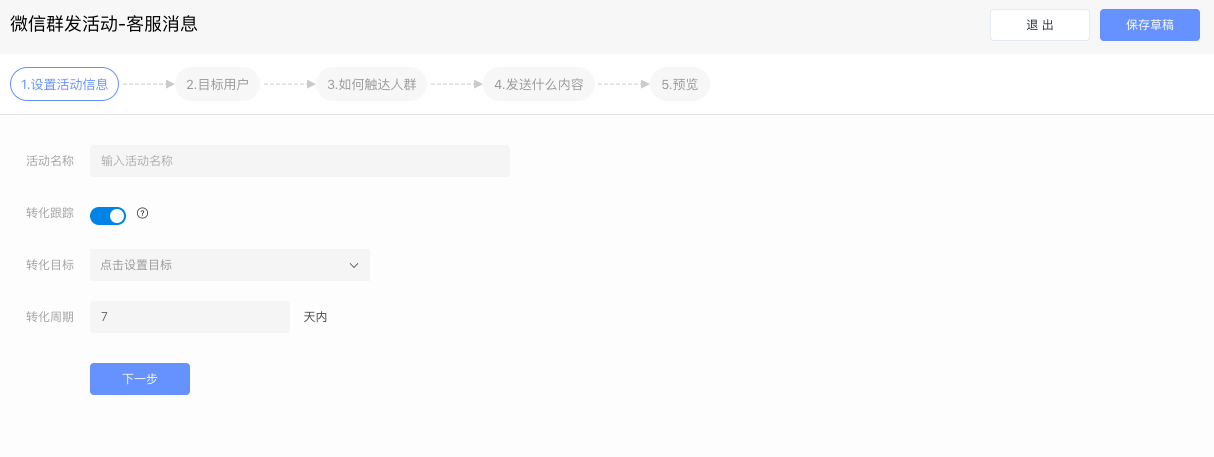 微信群发活动-客服消息
退 出
保存草稿
1.设置活动信息
2.目标用户
3.如何触达人群
4.发送什么内容
5.预览
活动名称
输入活动名称
转化跟踪
转化目标
点击设置目标
转化周期
7
天内
下一步